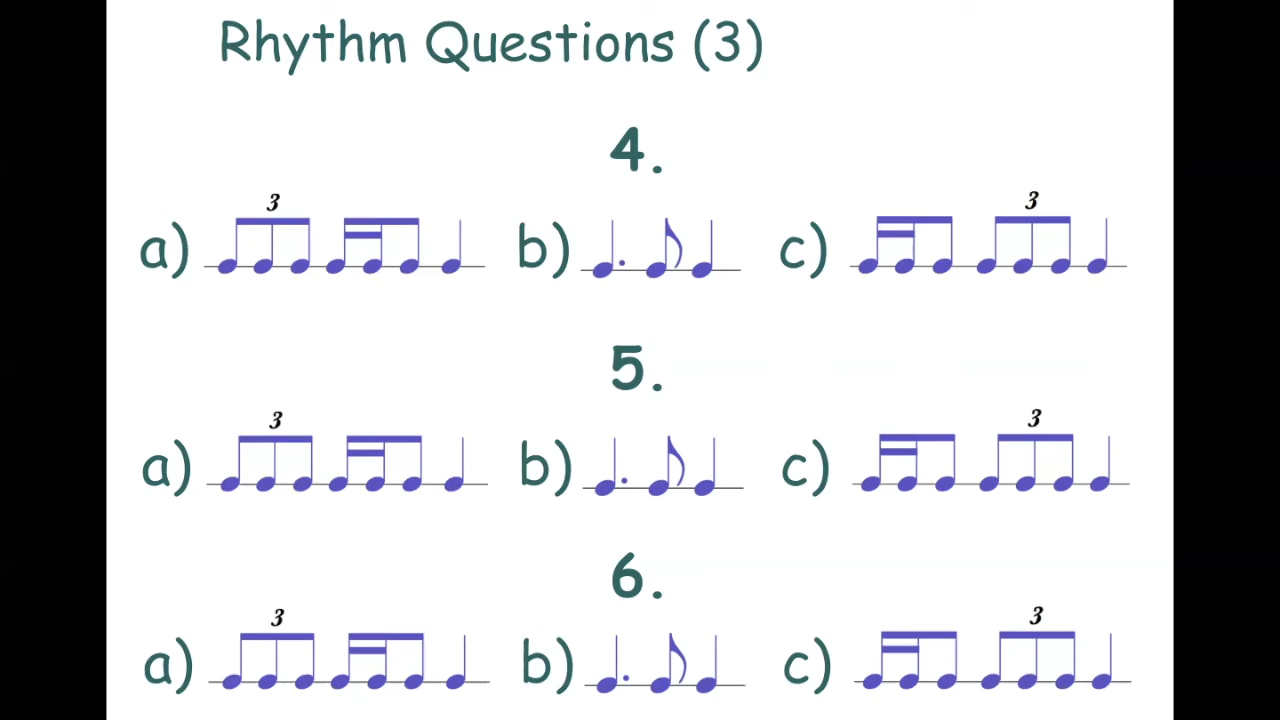 Rhythm Questions (3)
4.
3 3
a) b) c)
5.
3 3
a) b) c)
6.
3 3
a) b) c)